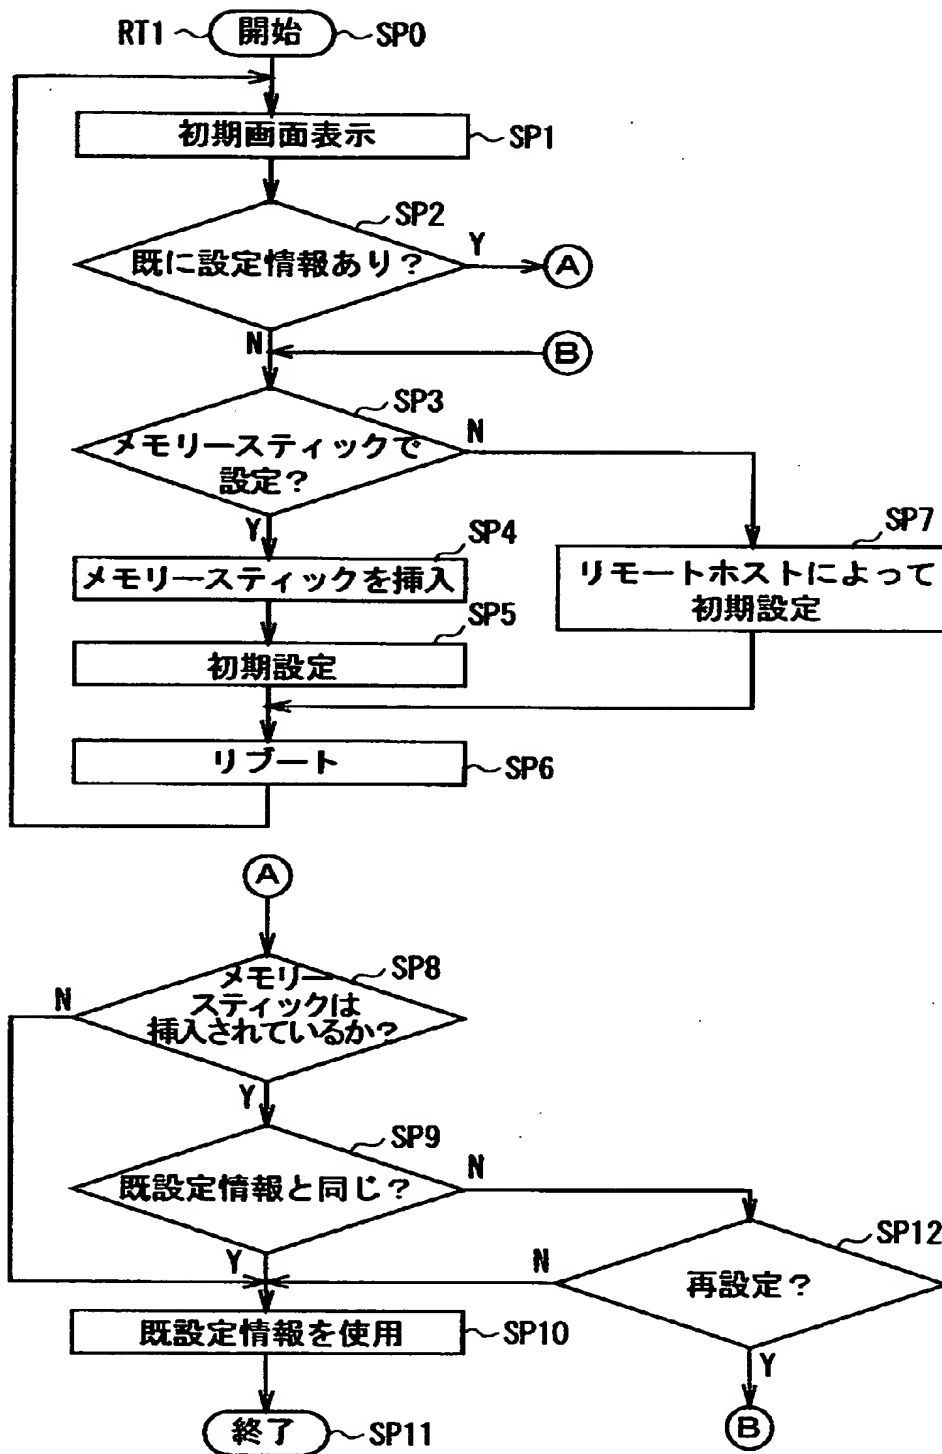 RT1 開始 SP0
初期画面表示 SP1
SP2
既に設定情報あり? Y A
N B
SP3
メモリースティックで N
設定?
Y SP4 SP7
メモリースティックを挿入 リモートホストによって
初期設定
SP5
初期設定
リブート SP6
A
メモリー SP8
N スティックは
挿入されているか?
Y
SP9
既設定情報と同じ? N
SP12
Y N 再設定?
既設定情報を使用 SP10
Y
終了 SP11 B